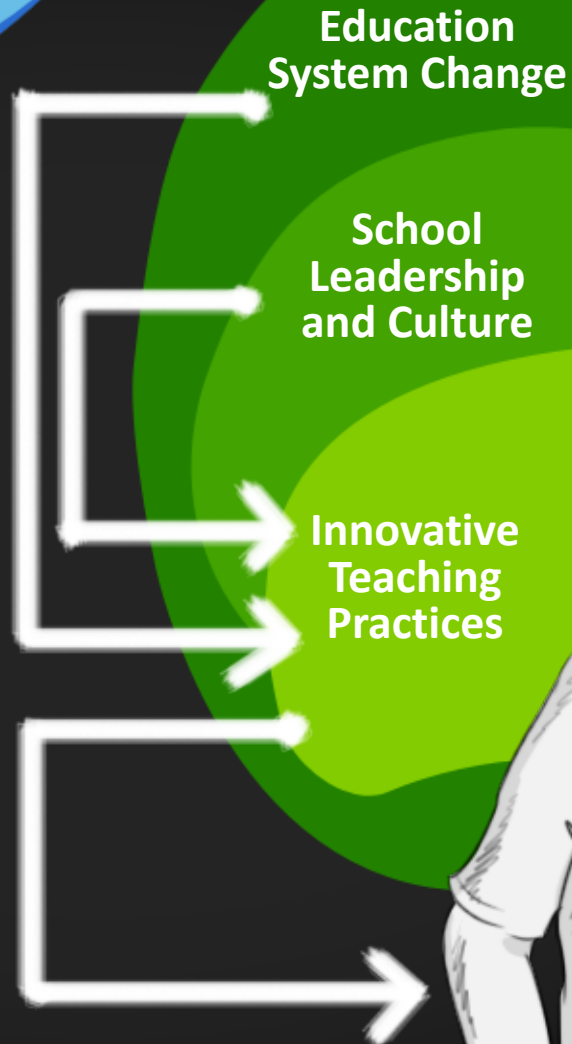 Education
System Change
School
Leadership
and Culture
Innovative
Teaching
Practices